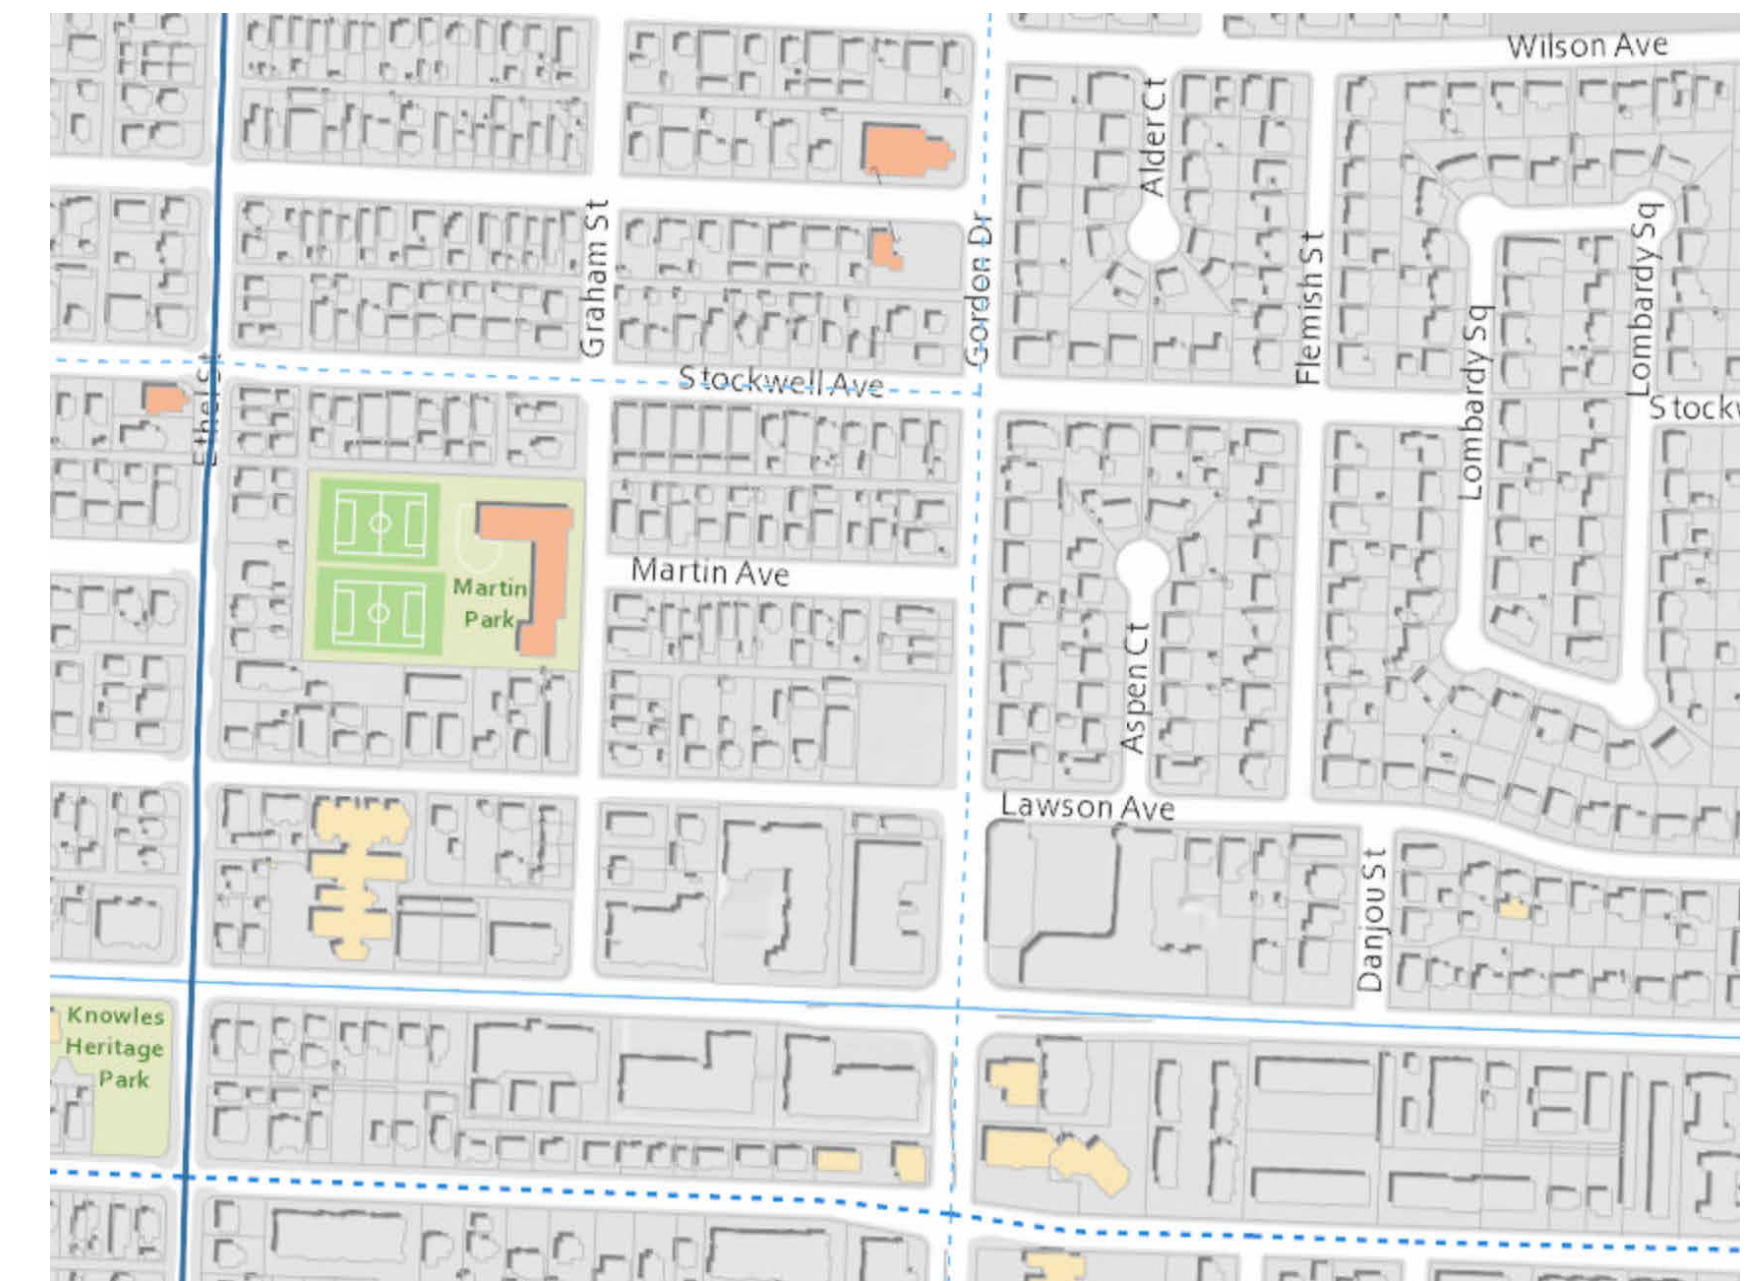 Wilson Ave
Alder Ct
Graham St
Gordon Dr
Flemish St
Lombardy Sq
Lombardy Sq
Ethel St
Stockwell Ave
Stockw
Martin Ave
Martin
Park
Aspen Ct
Lawson Ave
Danjou St
Knowles
Heritage
Park